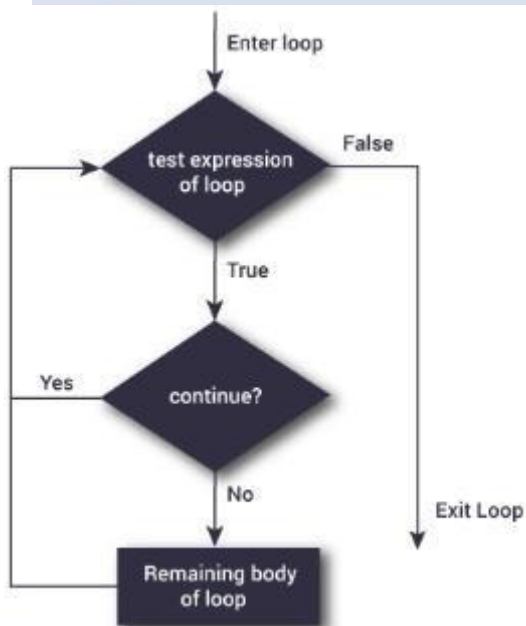 Enter loop
test expression
of loop
False
True
Yes
continue?
No
Exit Loop
Remaining body
of loop